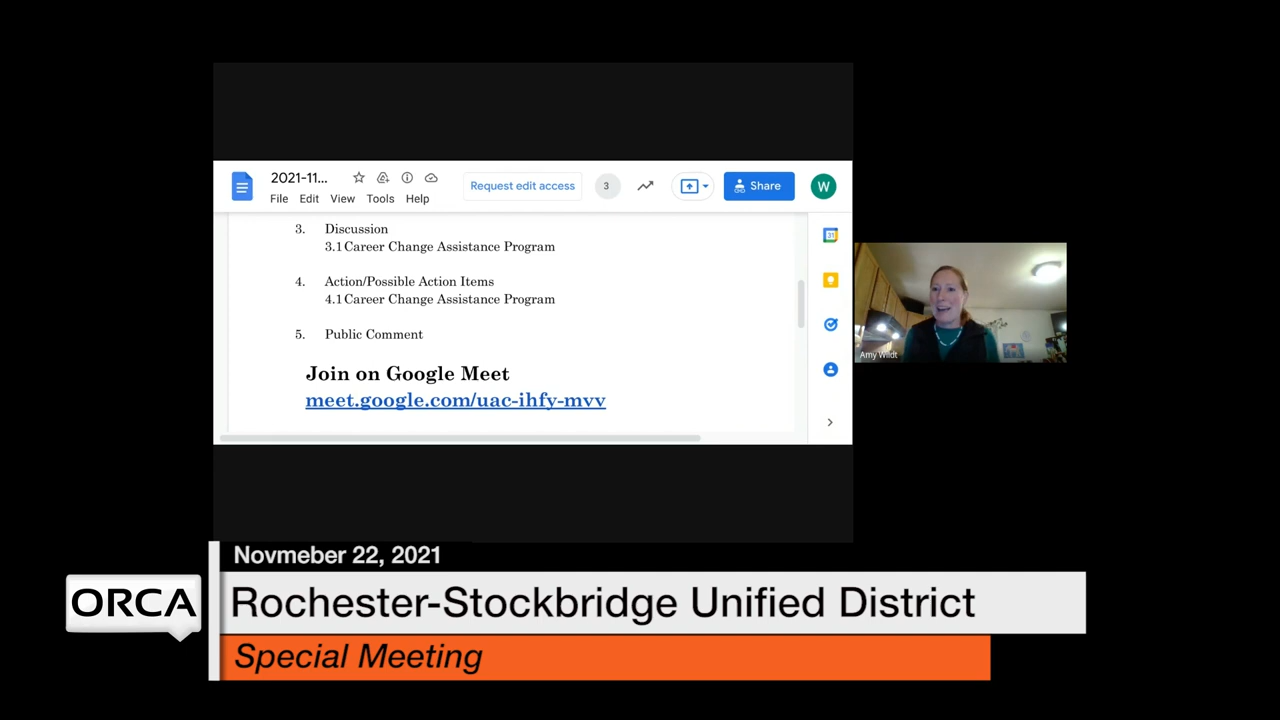 2021-11...
Request edit access
3
Share
W
File Edit View Tools Help
3. Discussion
3.1 Career Change Assistance Program
4. Action/Possible Action Items
4.1 Career Change Assistance Program
5. Public Comment
Join on Google Meet
meet.google.com/uac-ihfy-mvv
31
Amy Wildt
Novmeber 22, 2021
ORCA
Rochester-Stockbridge Unified District
Special Meeting